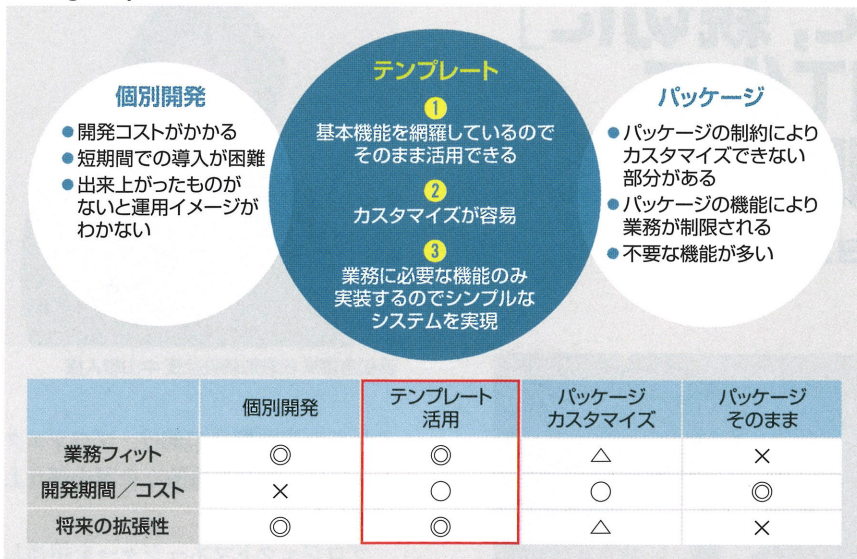 個別開発
●開発コストがかかる
●短期間での導入が困難
●出来上がったものが
ないと運用イメージが
わかない
テンプレート
1
基本機能を網羅しているので
そのまま活用できる
2
カスタマイズが容易
3
業務に必要な機能のみ
実装するのでシンプルな
システムを実現
パッケージ
●パッケージの制約により
カスタマイズできない
部分がある
●パッケージの機能により
業務が制限される
●不要な機能が多い
個別開発 テンプレート活用 パッケージカスタマイズ パッケージそのまま
業務フィット ◎ ◎ △ ×
開発期間／コスト × ○ ○ ◎
将来の拡張性 ◎ ◎ △ ×